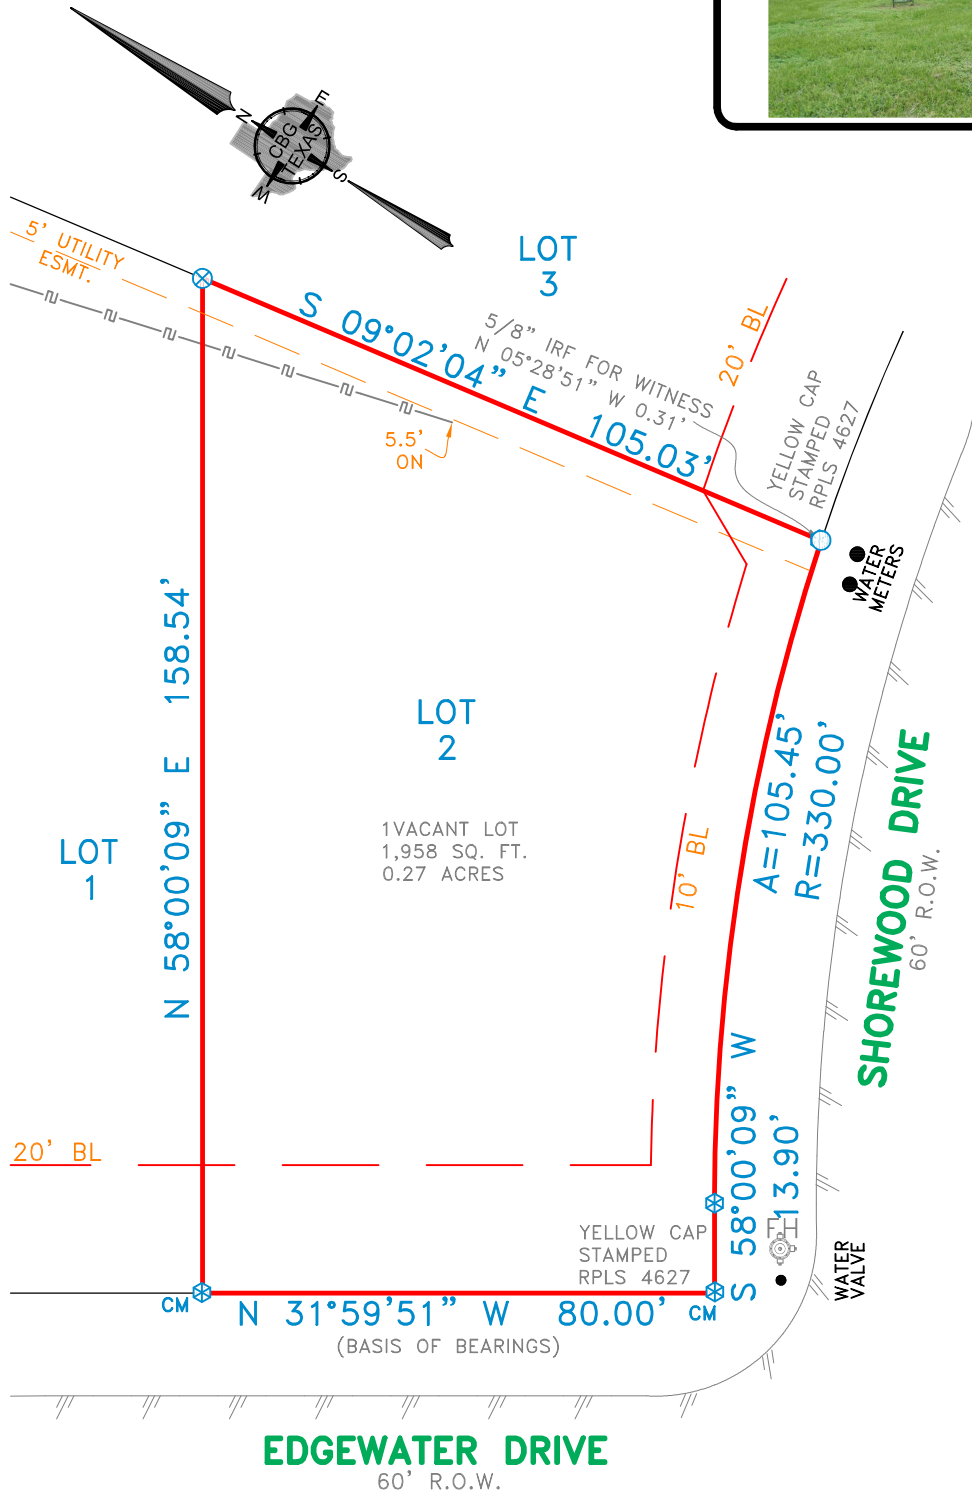 N
E
CBG
TEXAS
W
S
5' UTILITY
ESMT.
LOT
3
S 09°02'04" E 105.03'
5/8" IRF FOR WITNESS
N 05°28'51" W 0.31'
20' BL
YELLOW CAP
STAMPED
RPLS 4627
5.5'
ON
WATER
METERS
N 58°00'09" E 158.54'
LOT
2
1VACANT LOT
1,958 SQ. FT.
0.27 ACRES
LOT
1
10' BL
A=105.45'
R=330.00'
SHOREWOOD DRIVE
60' R.O.W.
20' BL
S 58°00'09" W
13.90'
FH
YELLOW CAP
STAMPED
RPLS 4627
WATER
VALVE
CM
N 31°59'51" W 80.00'
CM
(BASIS OF BEARINGS)
EDGEWATER DRIVE
60' R.O.W.